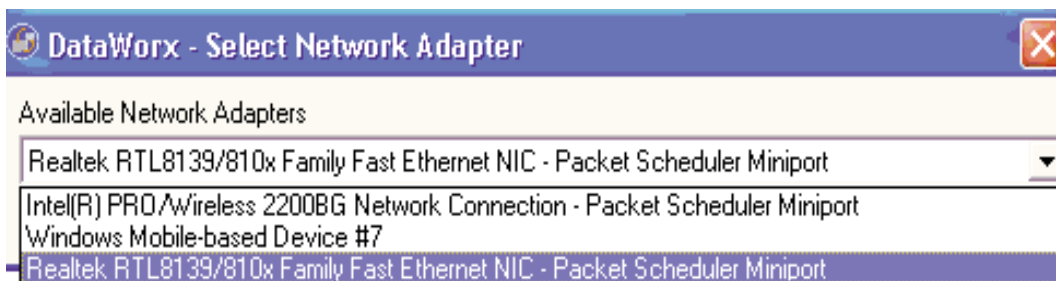 DataWorx - Select Network Adapter
Available Network Adapters
Realtek RTL8139/810x Family Fast Ethernet NIC - Packet Scheduler Miniport
Intel(R) PRO/Wireless 2200BG Network Connection - Packet Scheduler Miniport
Windows Mobile-based Device #7
Realtek RTL8139/810x Family Fast Ethernet NIC - Packet Scheduler Miniport